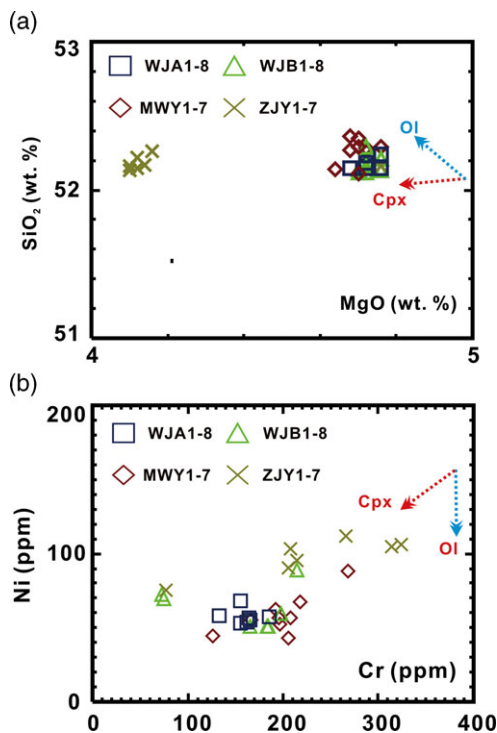 (a)
53
WJA1-8 WJB1-8
MWY1-7 ZJY1-7
Ol
52
Cpx
SiO₂ (wt. %)
MgO (wt. %)
51
4 5
(b)
200
WJA1-8 WJB1-8
MWY1-7 ZJY1-7
Cpx
Ol
100
Ni (ppm)
Cr (ppm)
0
0 100 200 300 400